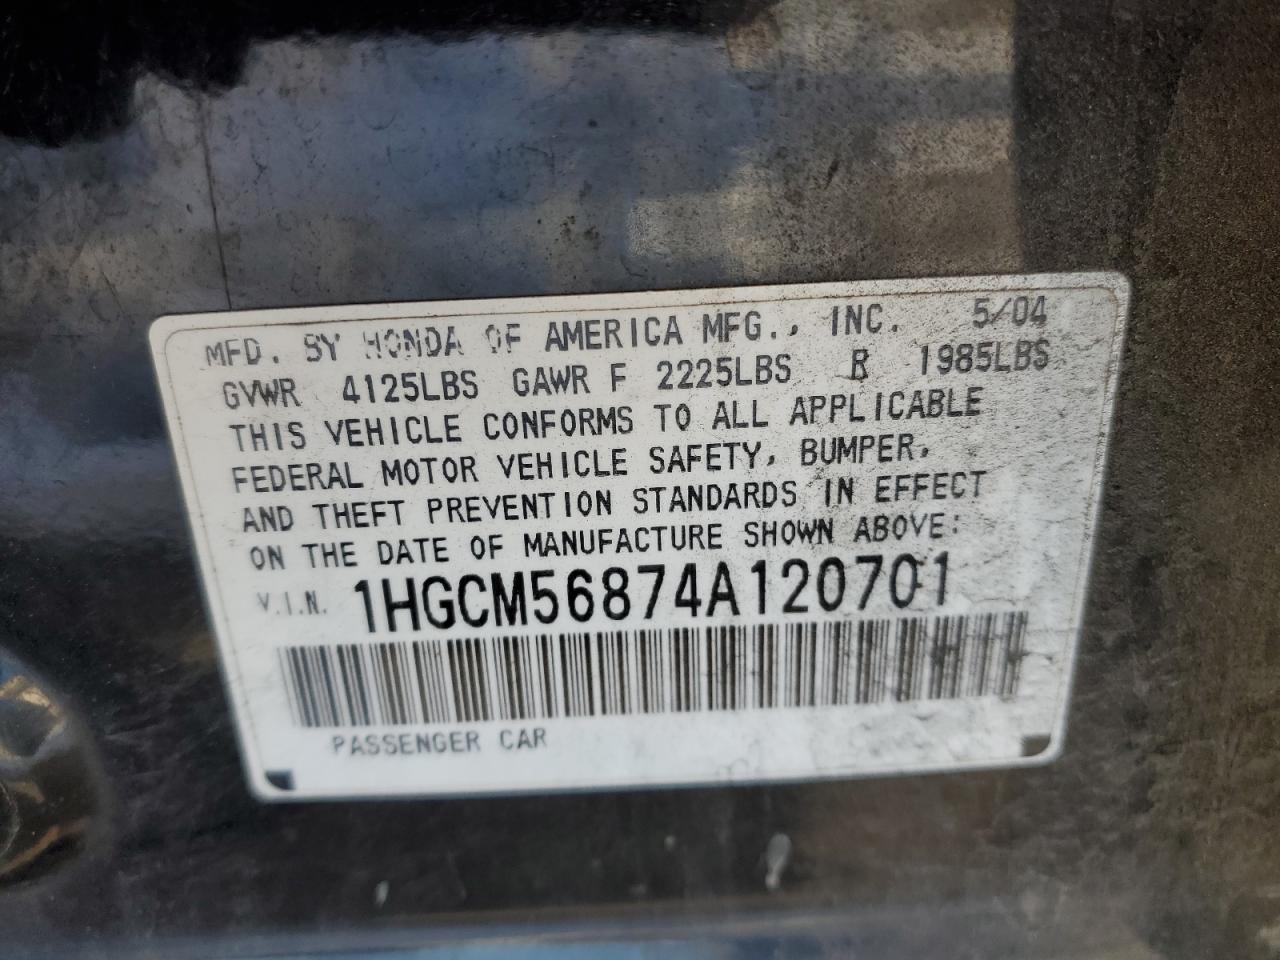 MFD. BY HONDA OF AMERICA MFG., INC. 5/04
GVWR 4125LBS GAWR F 2225LBS R 1985LBS
THIS VEHICLE CONFORMS TO ALL APPLICABLE
FEDERAL MOTOR VEHICLE SAFETY, BUMPER,
AND THEFT PREVENTION STANDARDS IN EFFECT
ON THE DATE OF MANUFACTURE SHOWN ABOVE:
V.I.N. 1HGCM56874A120701
PASSENGER CAR